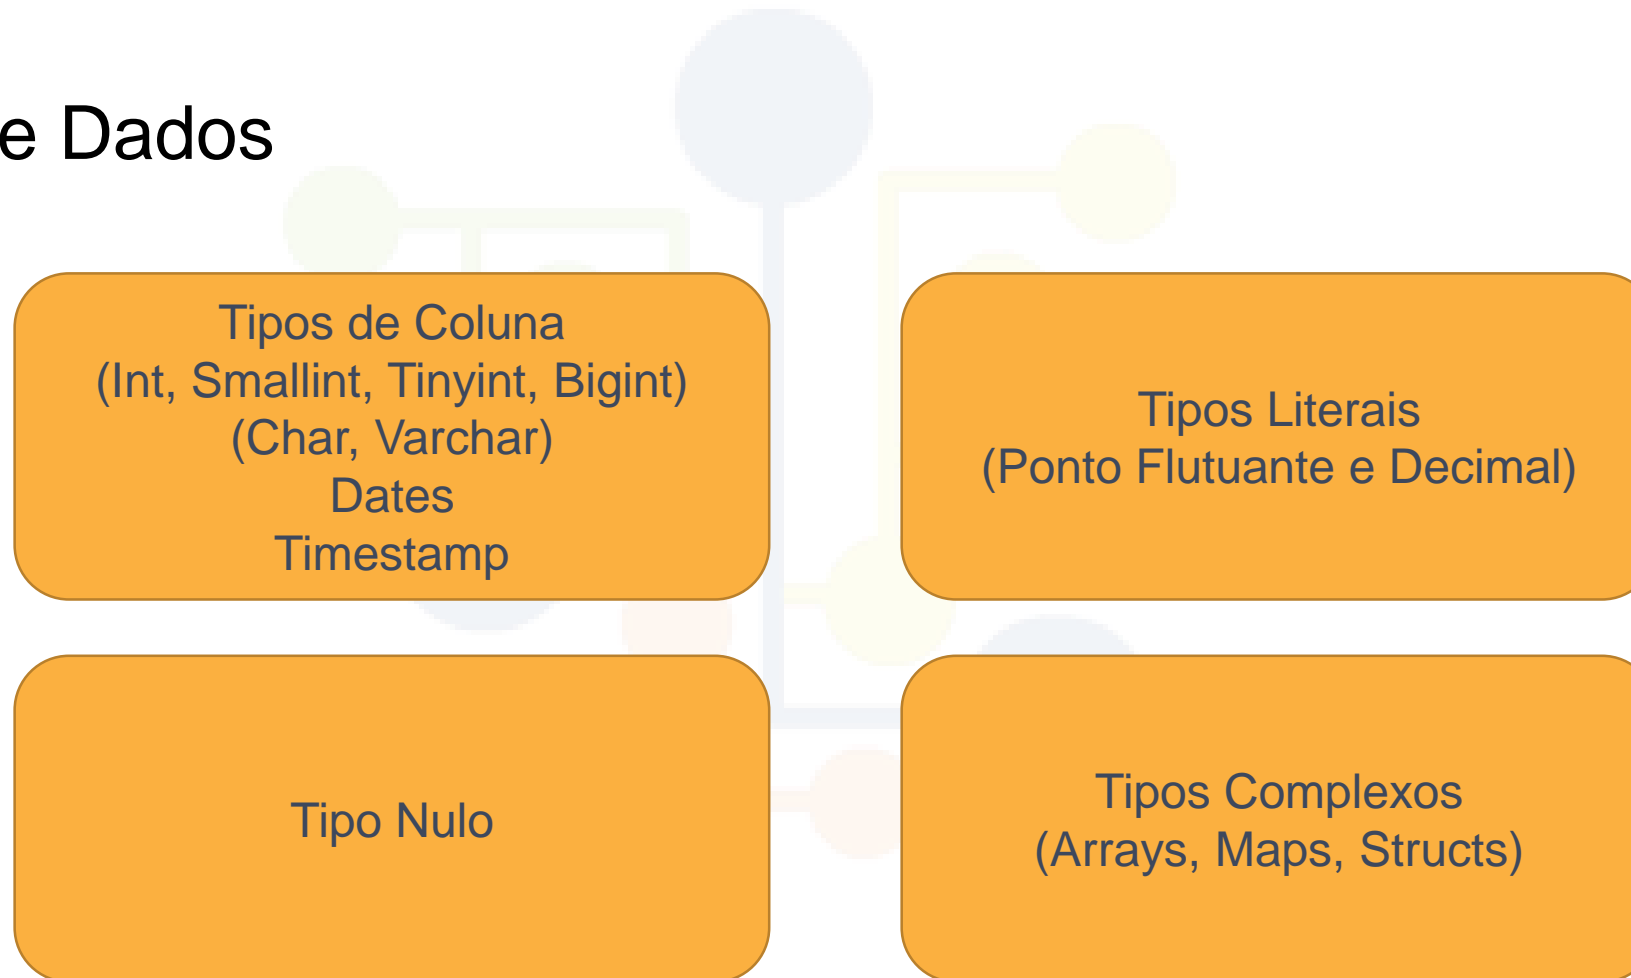 e Dados
Tipos de Coluna
(Int, Smallint, Tinyint, Bigint)
(Char, Varchar)
Dates
Timestamp
Tipos Literais
(Ponto Flutuante e Decimal)
Tipo Nulo
Tipos Complexos
(Arrays, Maps, Structs)